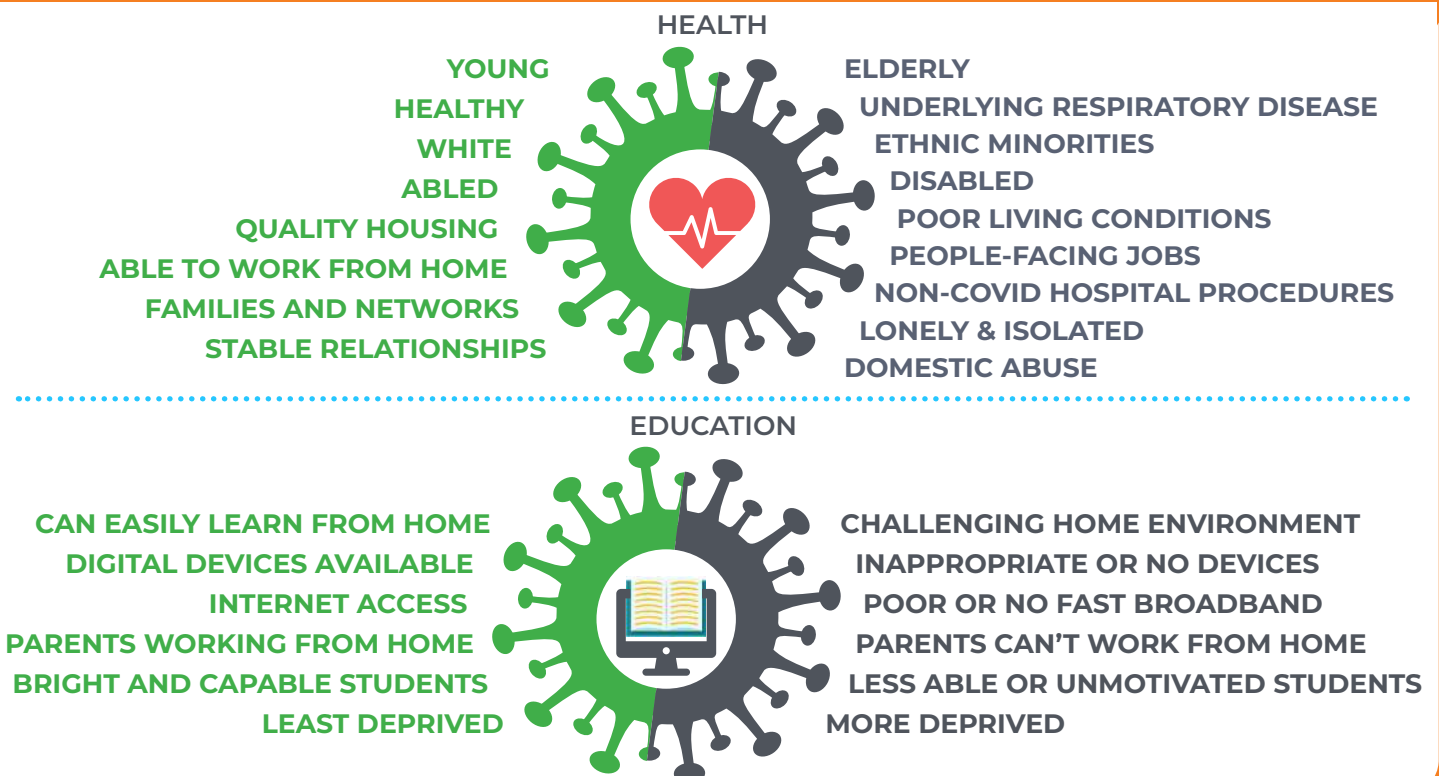 HEALTH
YOUNG
HEALTHY
WHITE
ABLED
QUALITY HOUSING
ABLE TO WORK FROM HOME
FAMILIES AND NETWORKS
STABLE RELATIONSHIPS
ELDERLY
UNDERLYING RESPIRATORY DISEASE
ETHNIC MINORITIES
DISABLED
POOR LIVING CONDITIONS
PEOPLE-FACING JOBS
NON-COVID HOSPITAL PROCEDURES
LONELY & ISOLATED
DOMESTIC ABUSE
EDUCATION
CAN EASILY LEARN FROM HOME
DIGITAL DEVICES AVAILABLE
INTERNET ACCESS
PARENTS WORKING FROM HOME
BRIGHT AND CAPABLE STUDENTS
LEAST DEPRIVED
CHALLENGING HOME ENVIRONMENT
INAPPROPRIATE OR NO DEVICES
POOR OR NO FAST BROADBAND
PARENTS CAN’T WORK FROM HOME
LESS ABLE OR UNMOTIVATED STUDENTS
MORE DEPRIVED